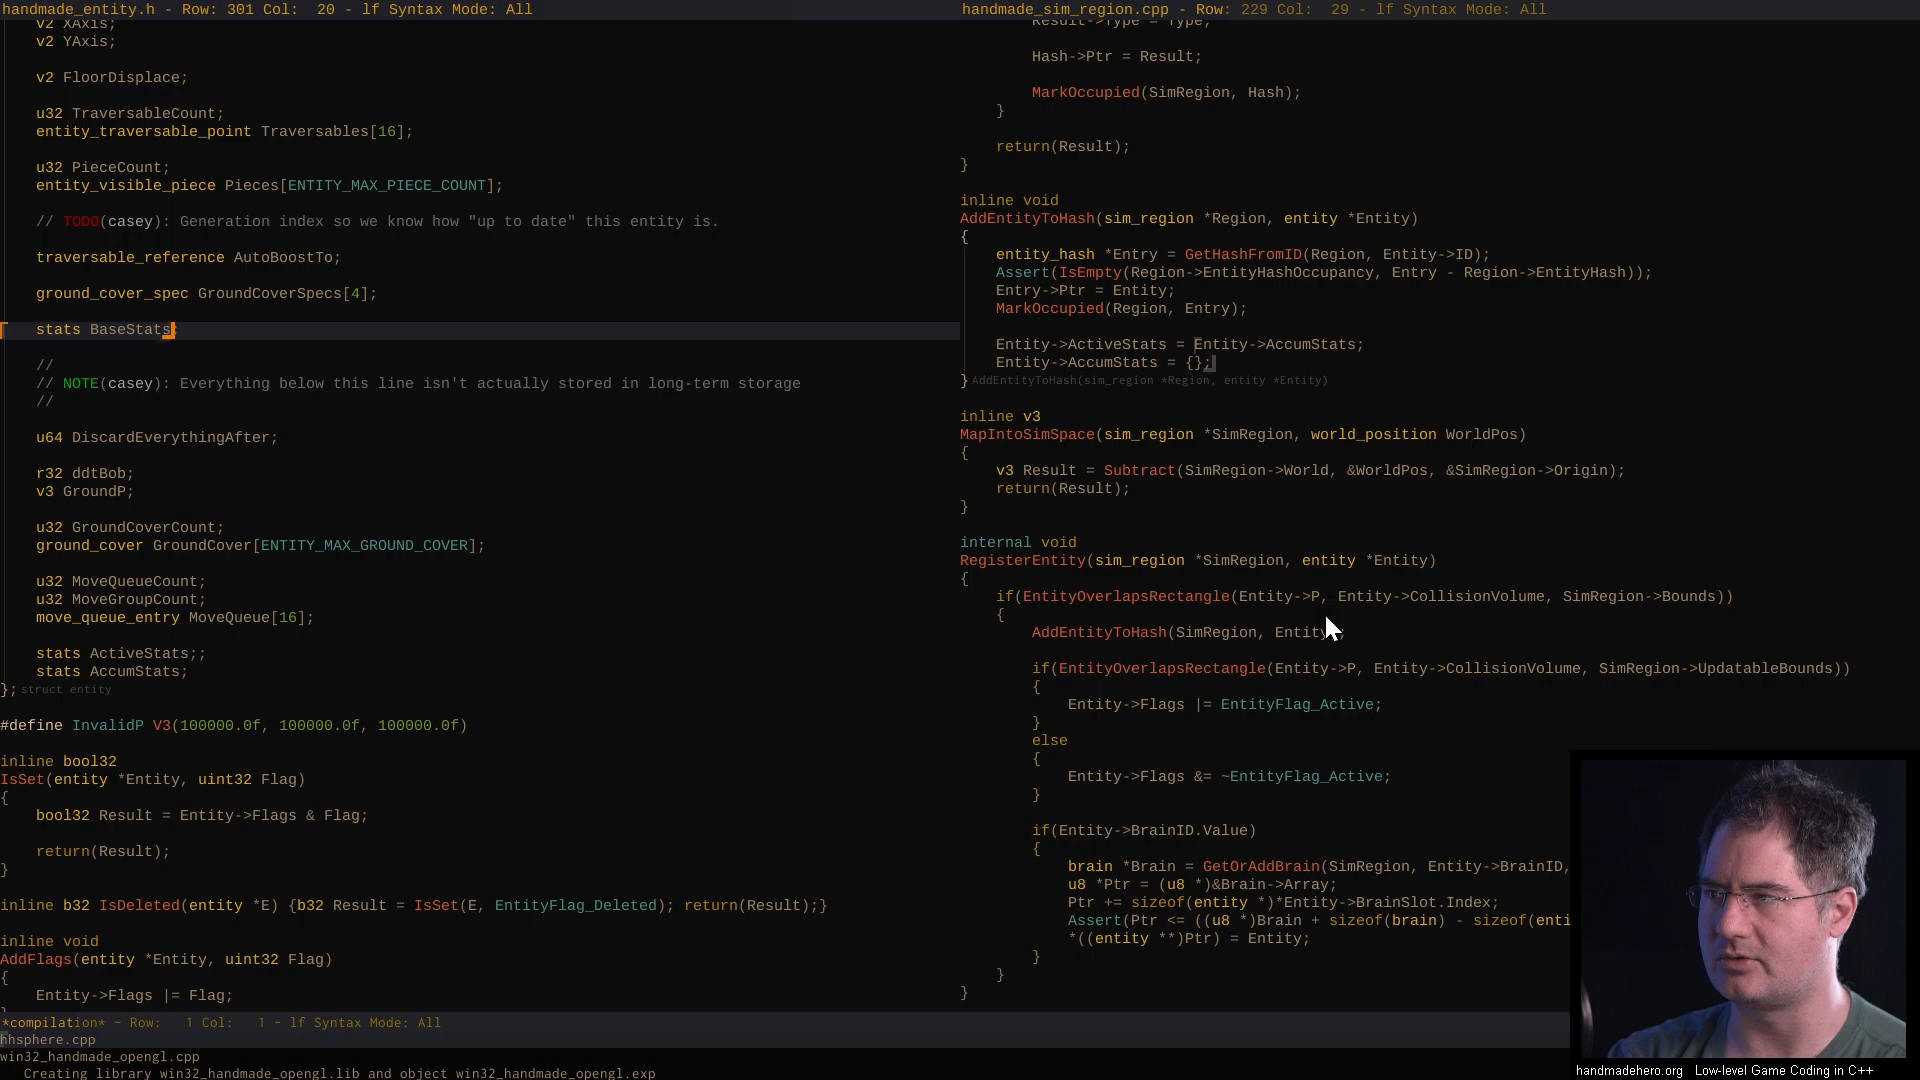 handmade_entity.h - Row: 301 Col:  20 - lf Syntax Mode: All
v2 XAxis;
v2 YAxis;
v2 FloorDisplace;
u32 TraversableCount;
entity_traversable_point Traversables[16];
u32 PieceCount;
entity_visible_piece Pieces[ENTITY_MAX_PIECE_COUNT];
// TODO(casey): Generation index so we know how "up to date" this entity is.
traversable_reference AutoBoostTo;
ground_cover_spec GroundCoverSpecs[4];
stats BaseStats;
//
// NOTE(casey): Everything below this line isn't actually stored in long-term storage
//
u64 DiscardEverythingAfter;
r32 ddtBob;
v3 GroundP;
u32 GroundCoverCount;
ground_cover GroundCover[ENTITY_MAX_GROUND_COVER];
u32 MoveQueueCount;
u32 MoveGroupCount;
move_queue_entry MoveQueue[16];
stats ActiveStats;;
stats AccumStats;
}; struct entity
#define InvalidP V3(100000.0f, 100000.0f, 100000.0f)
inline bool32
IsSet(entity *Entity, uint32 Flag)
{
bool32 Result = Entity->Flags & Flag;
return(Result);
}
inline b32 IsDeleted(entity *E) {b32 Result = IsSet(E, EntityFlag_Deleted); return(Result);}
inline void
AddFlags(entity *Entity, uint32 Flag)
{
Entity->Flags |= Flag;
handmade_sim_region.cpp - Row: 229 Col:  29 - lf Syntax Mode: All
Result->Type = Type;
Hash->Ptr = Result;
MarkOccupied(SimRegion, Hash);
}
return(Result);
}
inline void
AddEntityToHash(sim_region *Region, entity *Entity)
{
entity_hash *Entry = GetHashFromID(Region, Entity->ID);
Assert(IsEmpty(Region->EntityHashOccupancy, Entry - Region->EntityHash));
Entry->Ptr = Entity;
MarkOccupied(Region, Entry);
Entity->ActiveStats = Entity->AccumStats;
Entity->AccumStats = {};
} AddEntityToHash(sim_region *Region, entity *Entity)
inline v3
MapIntoSimSpace(sim_region *SimRegion, world_position WorldPos)
{
v3 Result = Subtract(SimRegion->World, &WorldPos, &SimRegion->Origin);
return(Result);
}
internal void
RegisterEntity(sim_region *SimRegion, entity *Entity)
{
if(EntityOverlapsRectangle(Entity->P, Entity->CollisionVolume, SimRegion->Bounds))
{
AddEntityToHash(SimRegion, Entity);
if(EntityOverlapsRectangle(Entity->P, Entity->CollisionVolume, SimRegion->UpdatableBounds))
{
Entity->Flags |= EntityFlag_Active;
}
else
{
Entity->Flags &= ~EntityFlag_Active;
}
if(Entity->BrainID.Value)
{
brain *Brain = GetOrAddBrain(SimRegion, Entity->BrainID,
u8 *Ptr = (u8 *)&Brain->Array;
Ptr += sizeof(entity *)*Entity->BrainSlot.Index;
Assert(Ptr <= ((u8 *)Brain + sizeof(brain) - sizeof(enti
*((entity **)Ptr) = Entity;
}
}
}
*compilation* - Row:   1 Col:   1 - lf Syntax Mode: All
hhsphere.cpp
win32_handmade_opengl.cpp
Creating library win32_handmade_opengl.lib and object win32_handmade_opengl.exp
handmadehero.org   Low-level Game Coding in C++